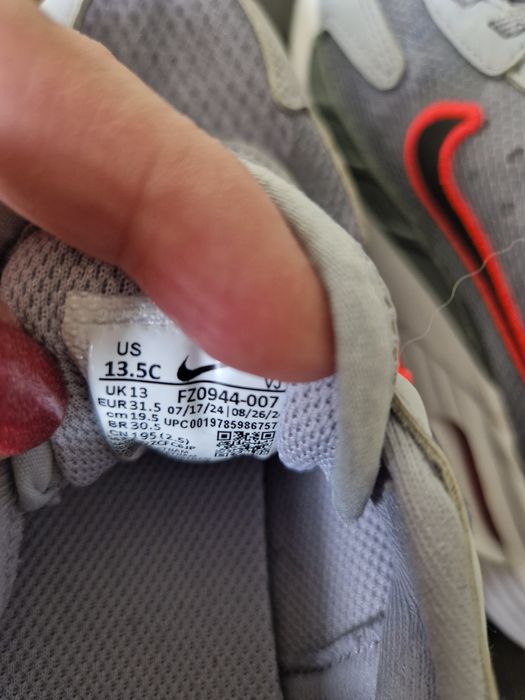 US
13.5C
VJ
UK 13
FZ0944-007
EUR 31.5
07/17/24 | 08/26/2
cm 19.5
BR 30.5
UPC 0019785986757
CN 195 (2.5)